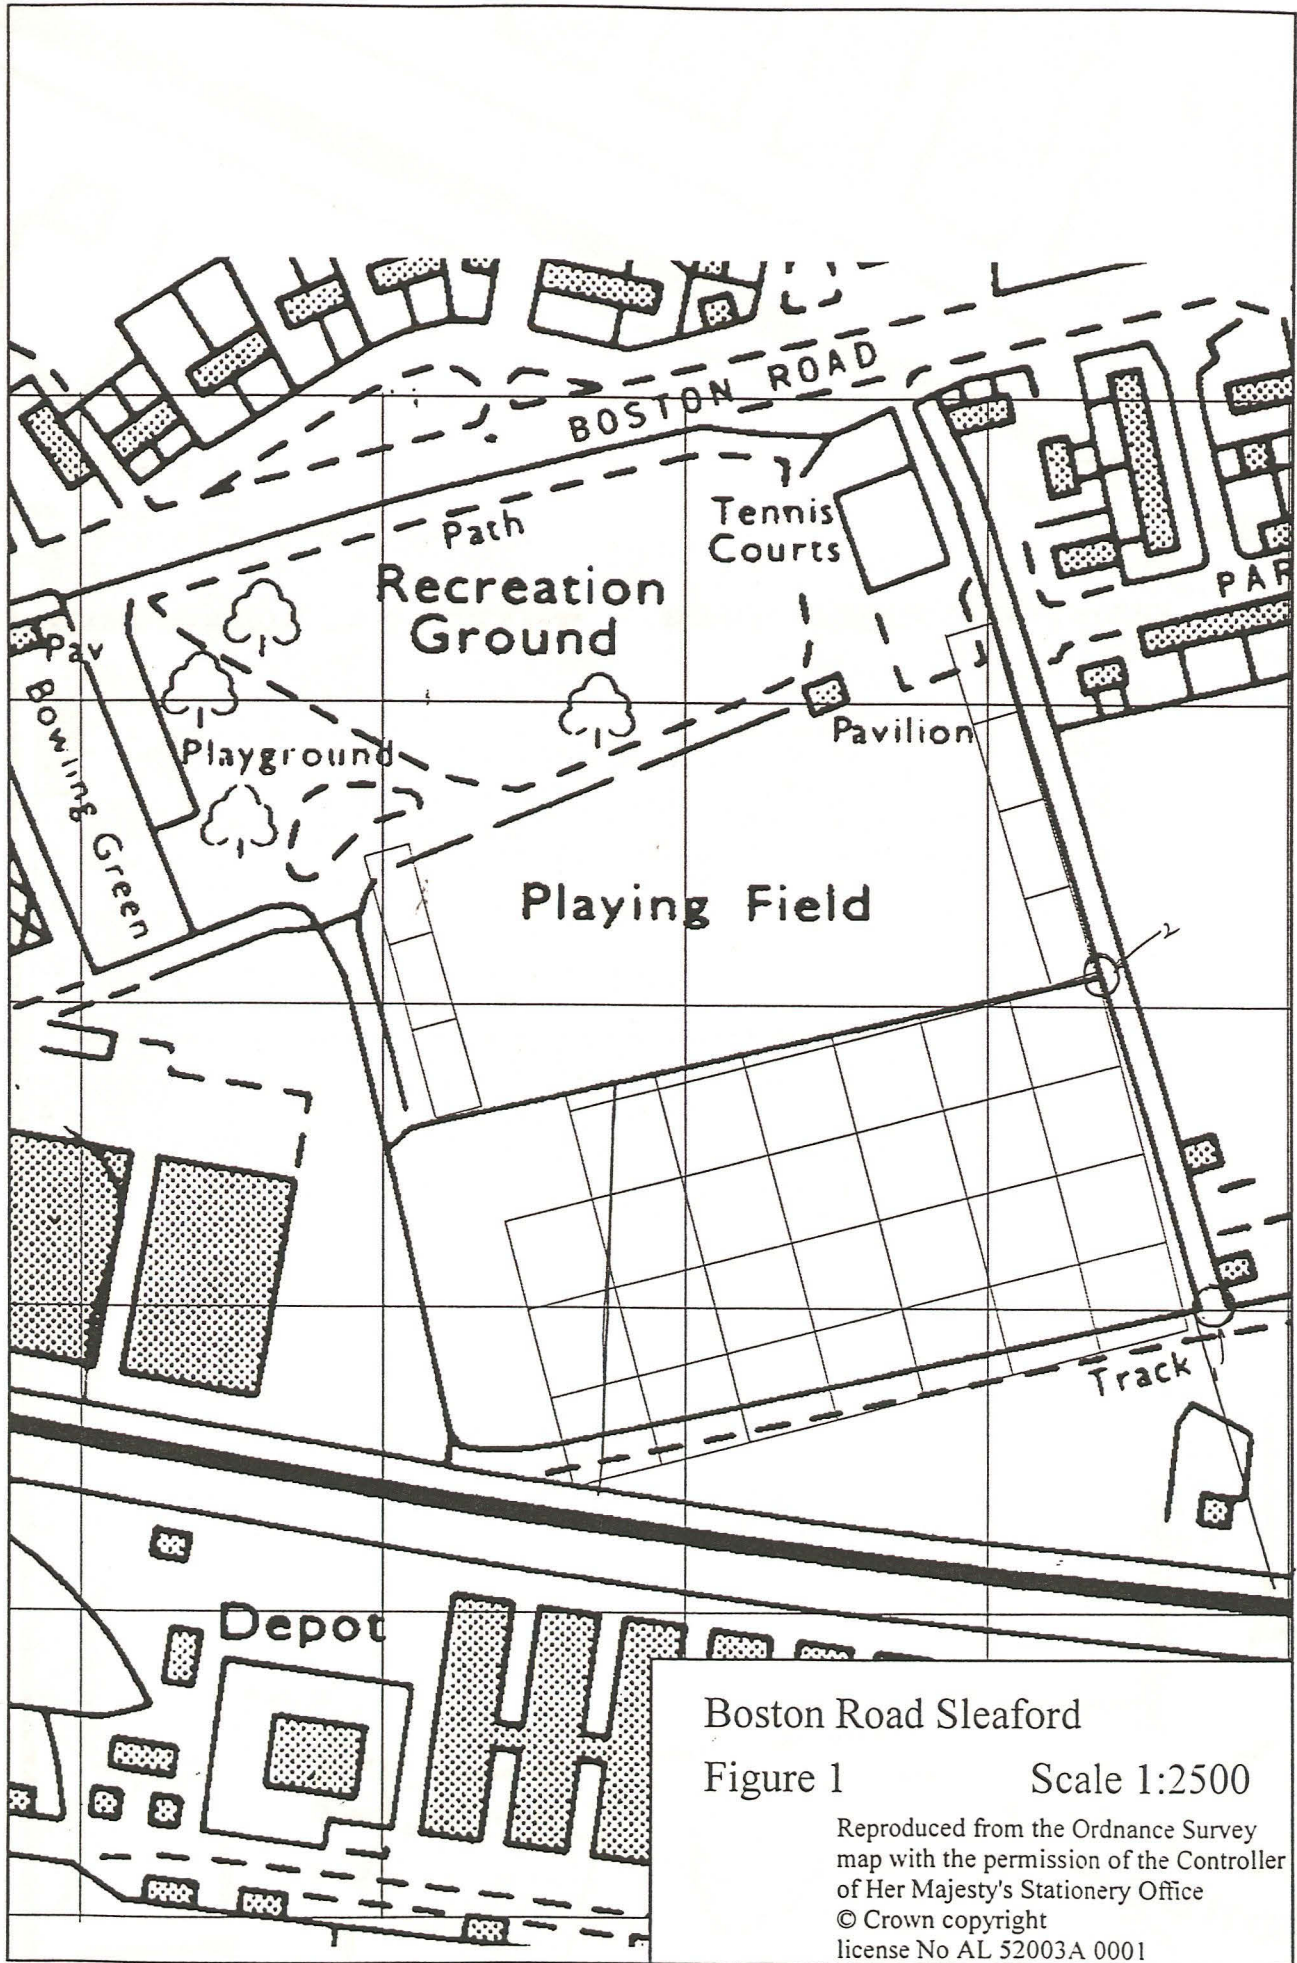 BOSTON ROAD
Path
Tennis
Courts
Recreation
Ground
PAR
Pav
Bowling Green
Playground
Pavilion
Playing Field
2
Track
Depot
Boston Road Sleaford
Figure 1 Scale 1:2500
Reproduced from the Ordnance Survey
map with the permission of the Controller
of Her Majesty's Stationery Office
© Crown copyright
license No AL 52003A 0001